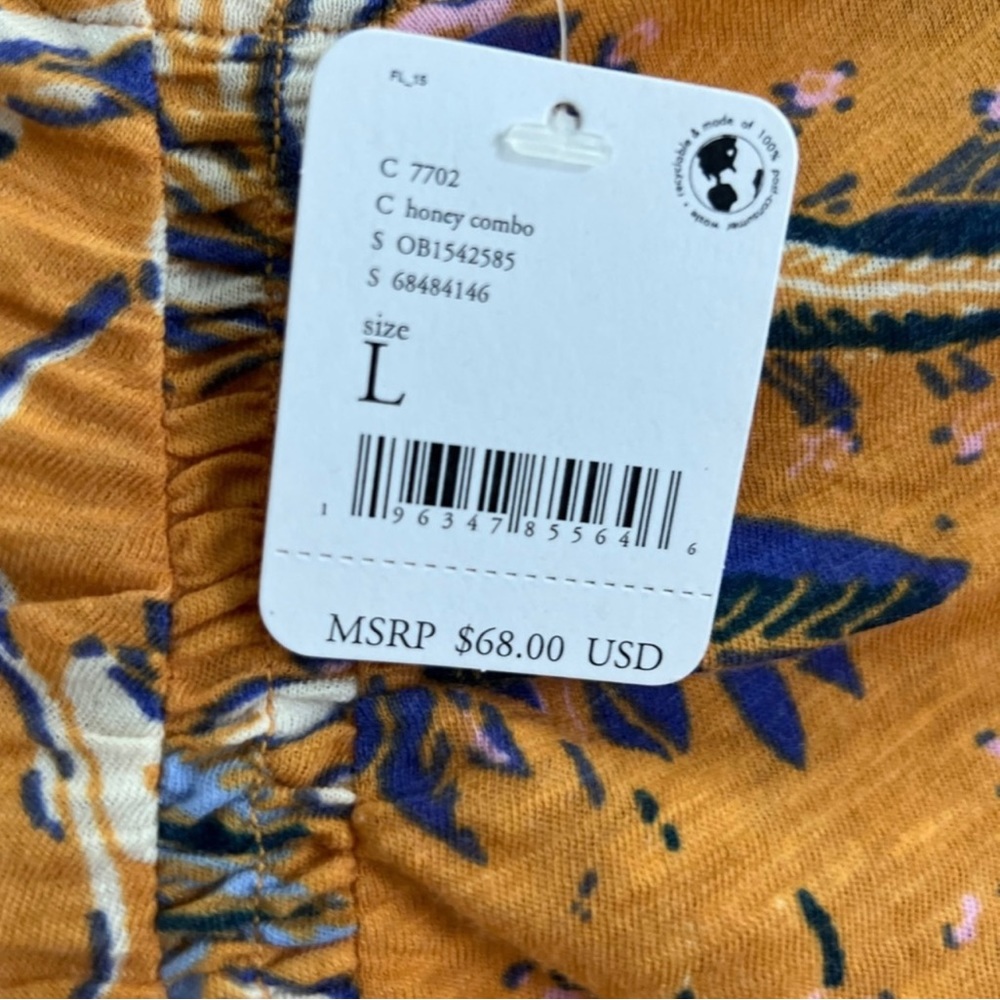 FL_15
recyclable & made of 100% post-consumer waste •
C 7702
C honey combo
S OB1542585
S 68484146
size
L
1 96347 85564 6
MSRP $68.00 USD